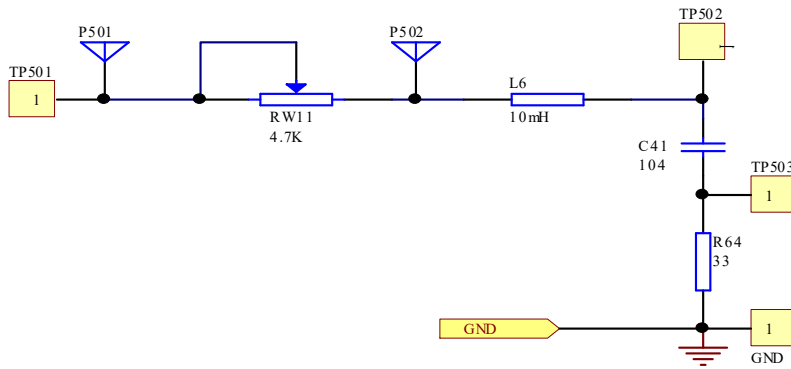 TP502
P501
P502
TP501
1
1
L6
RW11
10mH
4.7K
C41
104
TP503
1
R64
33
GND
1
GND